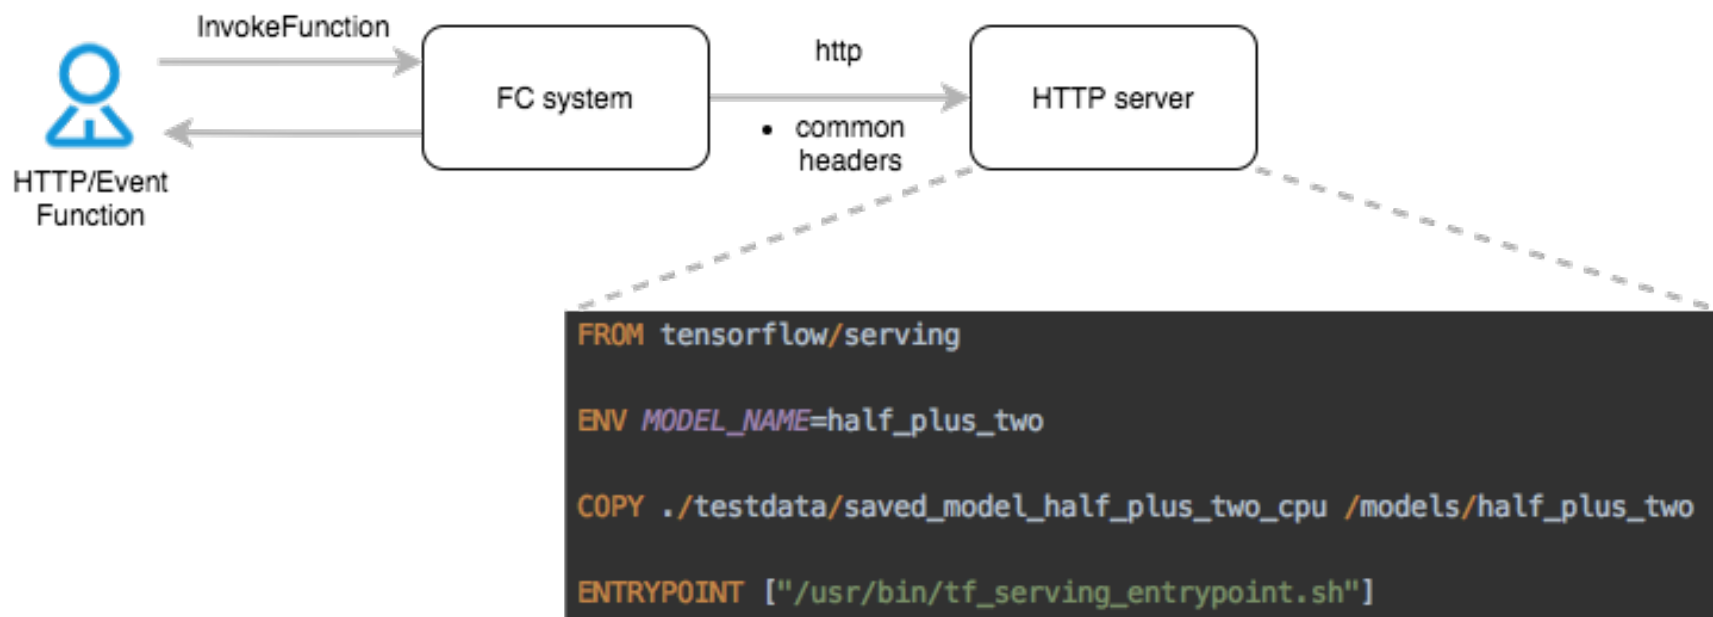 InvokeFunction
FC system
http
• common
headers
HTTP server
HTTP/Event
Function
FROM tensorflow/serving
ENV MODEL_NAME=half_plus_two
COPY ./testdata/saved_model_half_plus_two_cpu /models/half_plus_two
ENTRYPOINT ["/usr/bin/tf_serving_entrypoint.sh"]